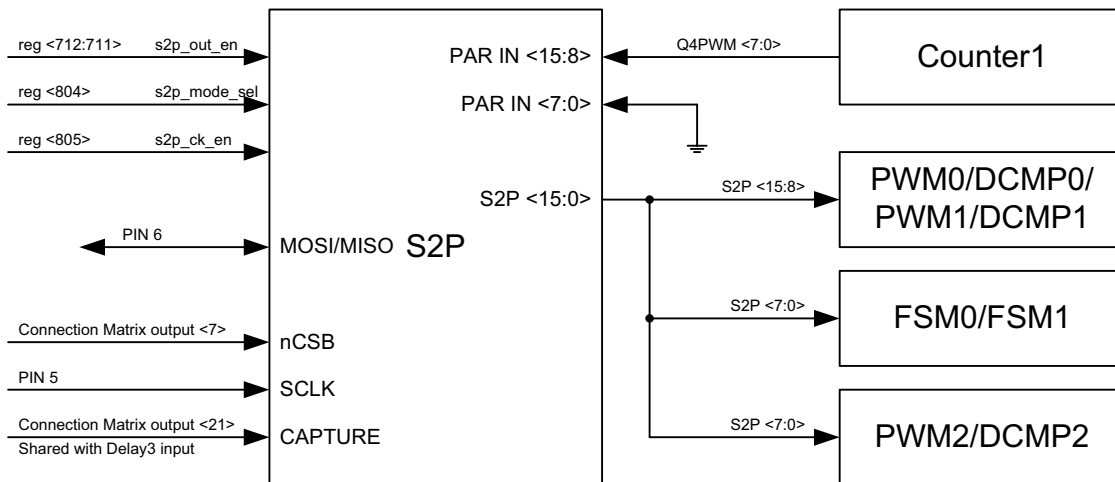 reg <712:711> s2p_out_en
reg <804> s2p_mode_sel
reg <805> s2p_ck_en
PIN 6
MOSI/MISO
S2P
Connection Matrix output <7>
nCSB
PIN 5
SCLK
Connection Matrix output <21>
CAPTURE
Shared with Delay3 input
PAR IN <15:8>
Q4PWM <7:0>
Counter1
PAR IN <7:0>
S2P <15:0>
S2P <15:8>
PWM0/DCMP0/
PWM1/DCMP1
S2P <7:0>
FSM0/FSM1
S2P <7:0>
PWM2/DCMP2